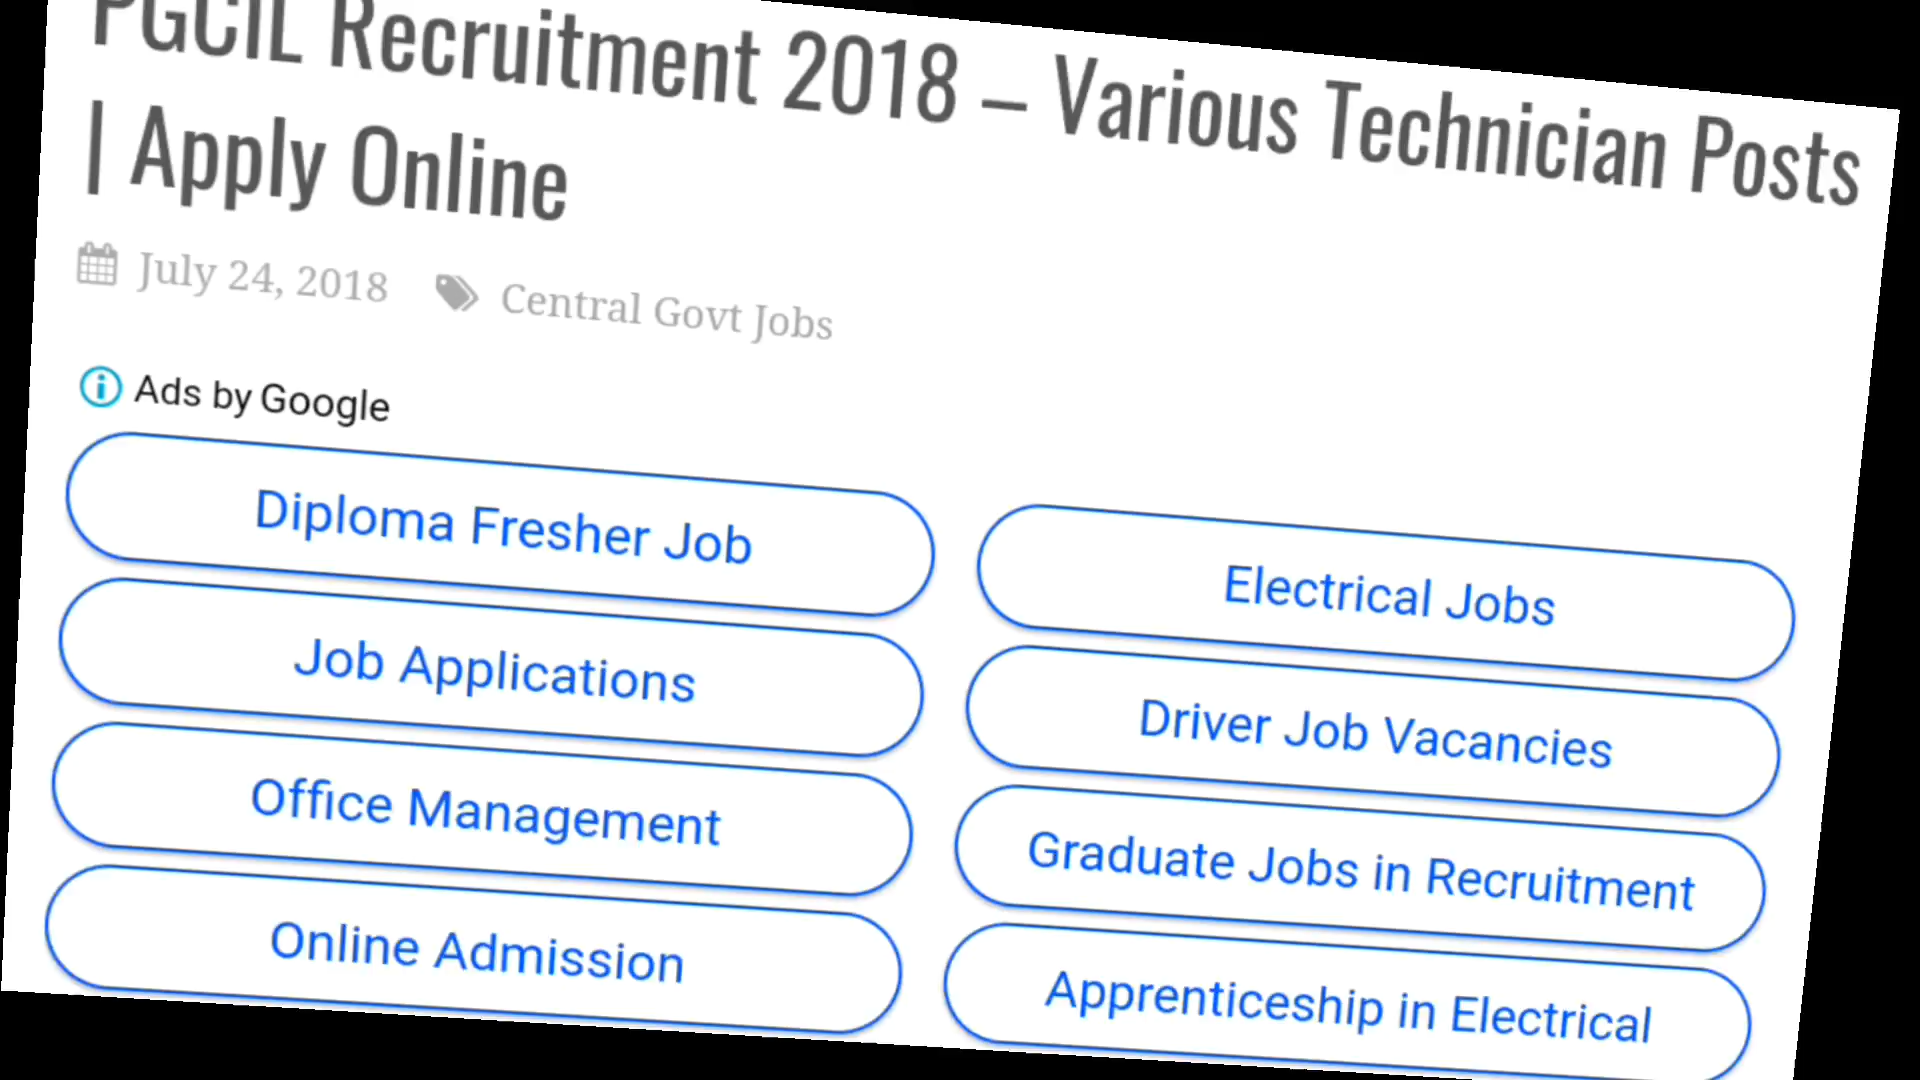 PGCIL Recruitment 2018 – Various Technician Posts
| Apply Online
July 24, 2018 Central Govt Jobs
Ads by Google
Diploma Fresher Job
Electrical Jobs
Job Applications
Driver Job Vacancies
Office Management
Graduate Jobs in Recruitment
Online Admission
Apprenticeship in Electrical